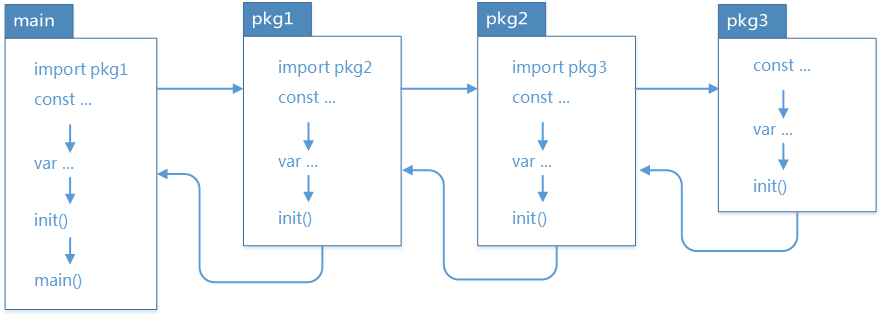 main
import pkg1
const ...
var ...
init()
main()
pkg1
import pkg2
const ...
var ...
init()
pkg2
import pkg3
const ...
var ...
init()
pkg3
const ...
var ...
init()